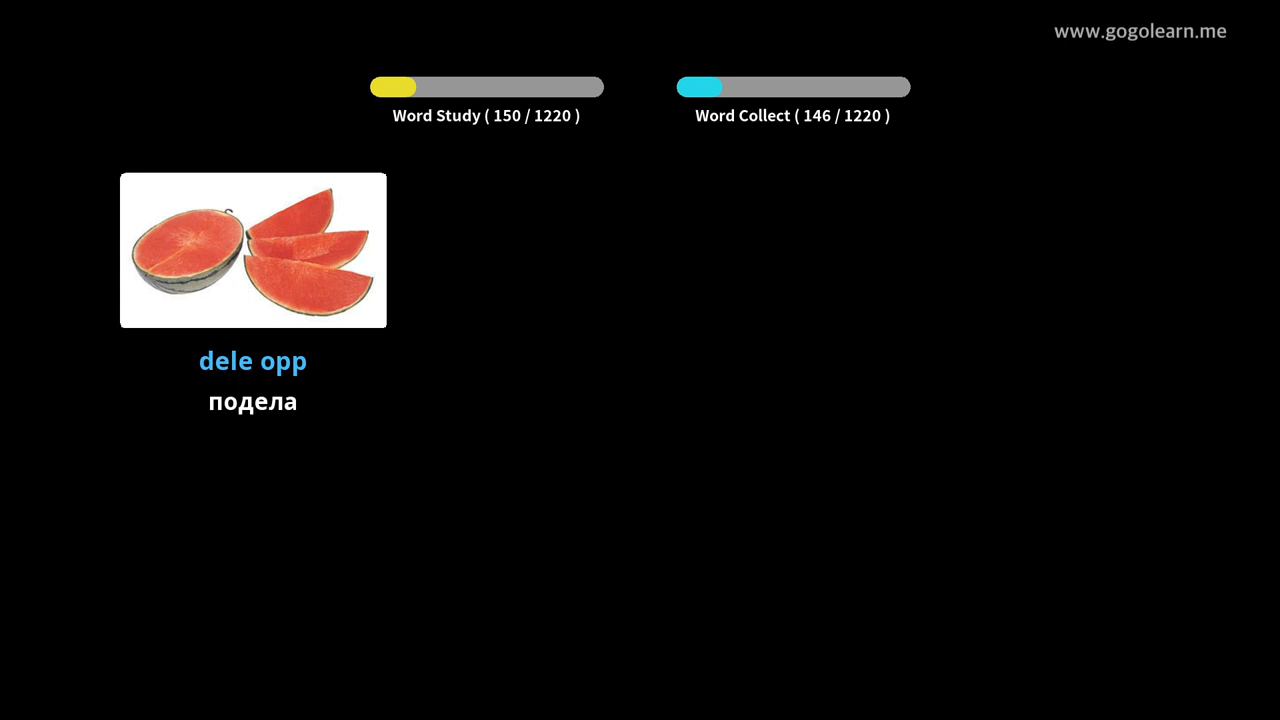 www.gogolearn.me
Word Study ( 150 / 1220 )
Word Collect ( 146 / 1220 )
dele opp
подела